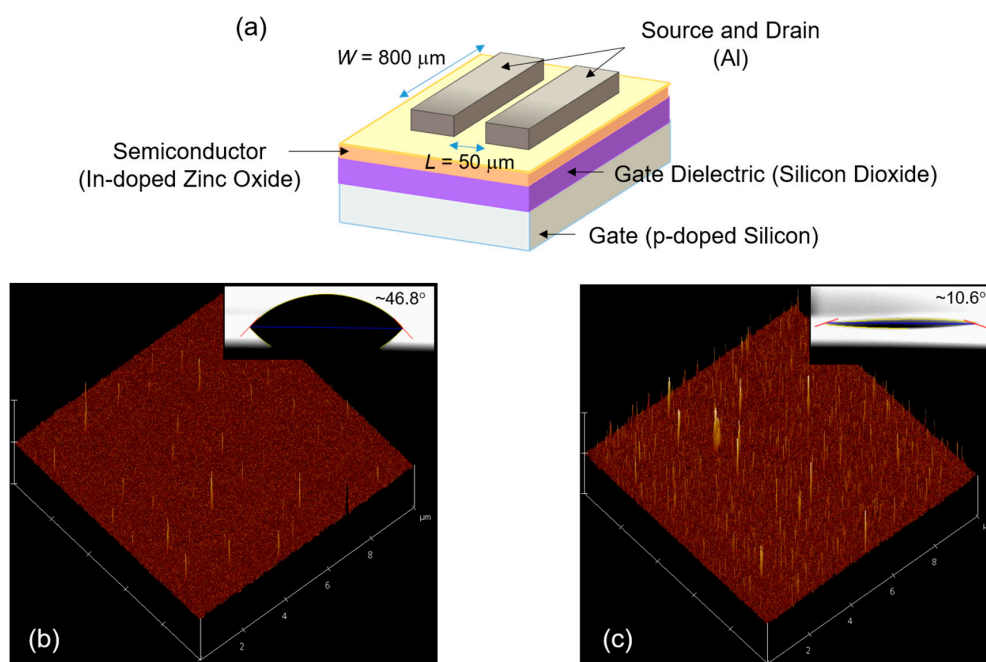 (a)
W = 800 μm
Source and Drain
(Al)
Semiconductor
(In-doped Zinc Oxide)
L = 50 μm
Gate Dielectric (Silicon Dioxide)
Gate (p-doped Silicon)
~46.8°
~10.6°
μm
8
6
4
2
(b)
8
6
4
2
(c)